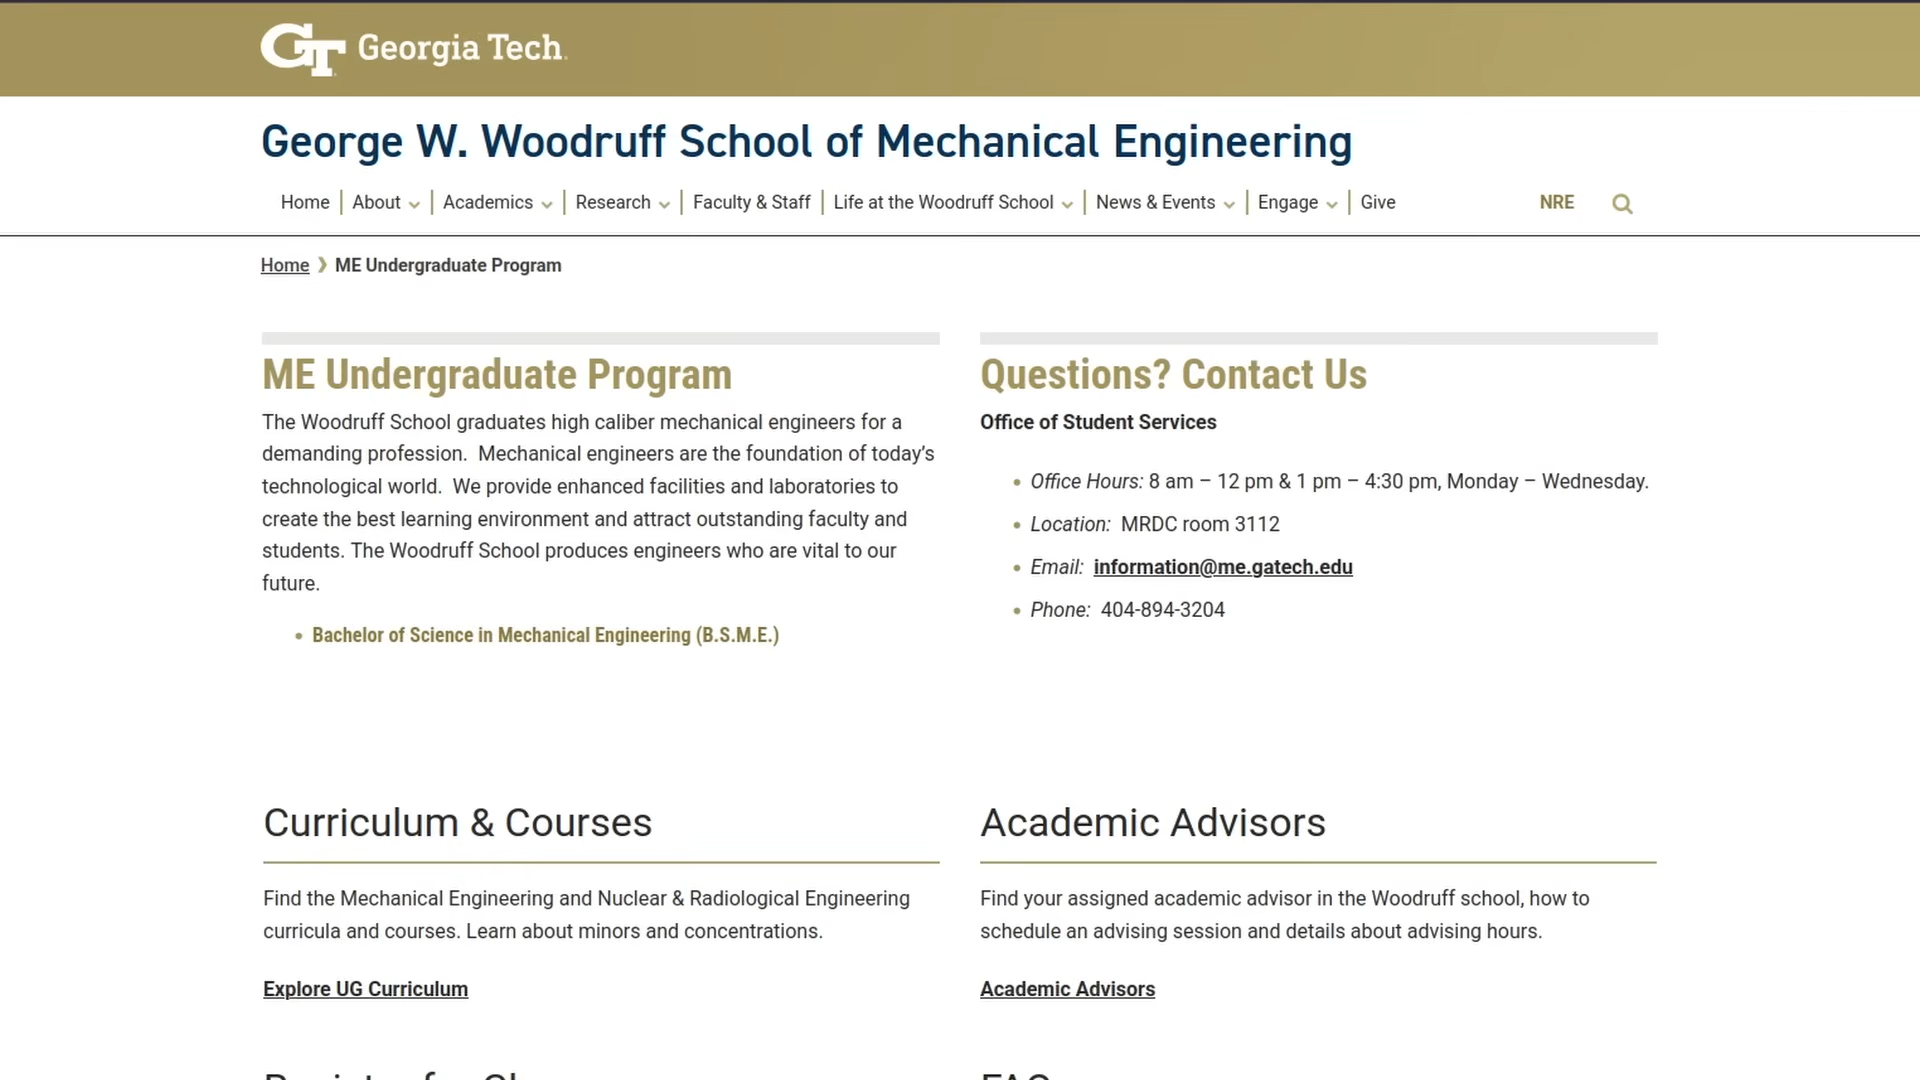 GT Georgia Tech
George W. Woodruff School of Mechanical Engineering
Home About Academics Research Faculty & Staff Life at the Woodruff School News & Events Engage Give NRE
Home ME Undergraduate Program
ME Undergraduate Program
The Woodruff School graduates high caliber mechanical engineers for a
demanding profession. Mechanical engineers are the foundation of today's
technological world. We provide enhanced facilities and laboratories to
create the best learning environment and attract outstanding faculty and
students. The Woodruff School produces engineers who are vital to our
future.
• Bachelor of Science in Mechanical Engineering (B.S.M.E.)
Questions? Contact Us
Office of Student Services
• Office Hours: 8 am – 12 pm & 1 pm – 4:30 pm, Monday – Wednesday.
• Location: MRDC room 3112
• Email: information@me.gatech.edu
• Phone: 404-894-3204
Curriculum & Courses
Find the Mechanical Engineering and Nuclear & Radiological Engineering
curricula and courses. Learn about minors and concentrations.
Explore UG Curriculum
Academic Advisors
Find your assigned academic advisor in the Woodruff school, how to
schedule an advising session and details about advising hours.
Academic Advisors